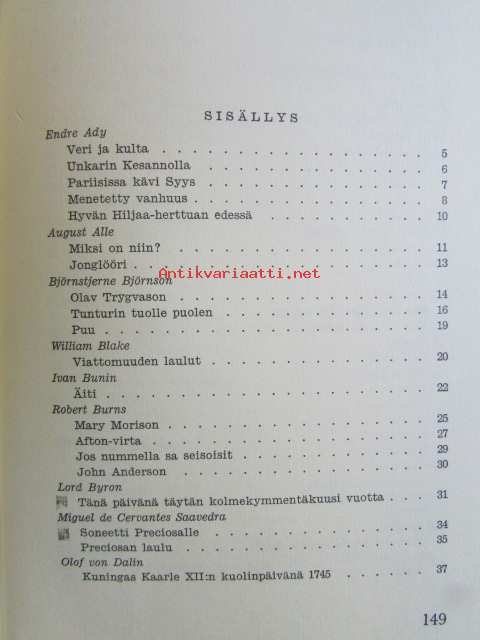 SISÄLLYS
Endre Ady
Veri ja kulta . . . . . . . . . . . . . . . . . 5
Unkarin Kesannolla . . . . . . . . . . . . . . 6
Pariisissa kävi Syys . . . . . . . . . . . . . 7
Menetetty vanhuus . . . . . . . . . . . . . . 8
Hyvän Hiljaa-herttuan edessä . . . . . . . . . . 10
August Alle
Miksi on niin? . . . . . . . . . . . . . . . . 11
Jonglööri . . . . . . . . . . . . . . . . . . 13
Antikvariaatti.net
Björnstjerne Björnson
Olav Trygvason . . . . . . . . . . . . . . . . 14
Tunturin tuolle puolen . . . . . . . . . . . . 16
Puu . . . . . . . . . . . . . . . . . . . . 19
William Blake
Viattomuuden laulut . . . . . . . . . . . . . 20
Ivan Bunin
Äiti . . . . . . . . . . . . . . . . . . . . 22
Robert Burns
Mary Morison . . . . . . . . . . . . . . . . 25
Afton-virta . . . . . . . . . . . . . . . . . 27
Jos nummella sa seisoisit . . . . . . . . . . . 29
John Anderson . . . . . . . . . . . . . . . . 30
Lord Byron
Tänä päivänä täytän kolmekymmentäkuusi vuotta . . . . 31
Miguel de Cervantes Saavedra
Soneetti Preciosalle . . . . . . . . . . . . . 34
Preciosan laulu . . . . . . . . . . . . . . . 35
Olof von Dalin
Kuningas Kaarle XII:n kuolinpäivänä 1745 . . . . . . 37
149